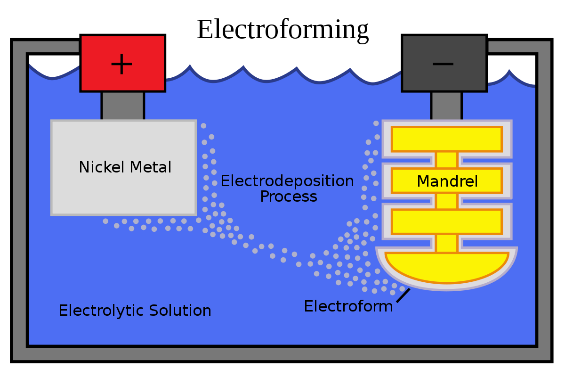 Electroforming
+
−
Nickel Metal
Electrodeposition
Process
Mandrel
Electrolytic Solution
Electroform